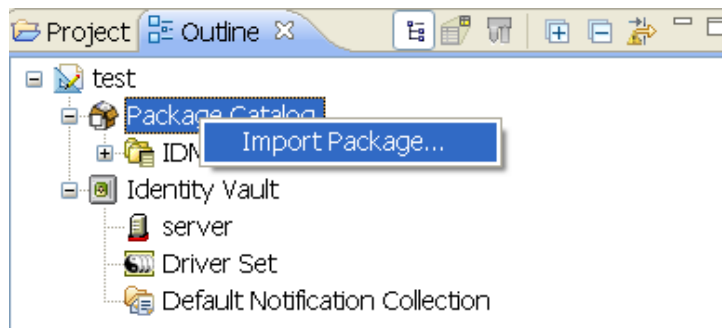 Project Outline
test
Package Catalog
Import Package...
Identity Vault
server
Driver Set
Default Notification Collection